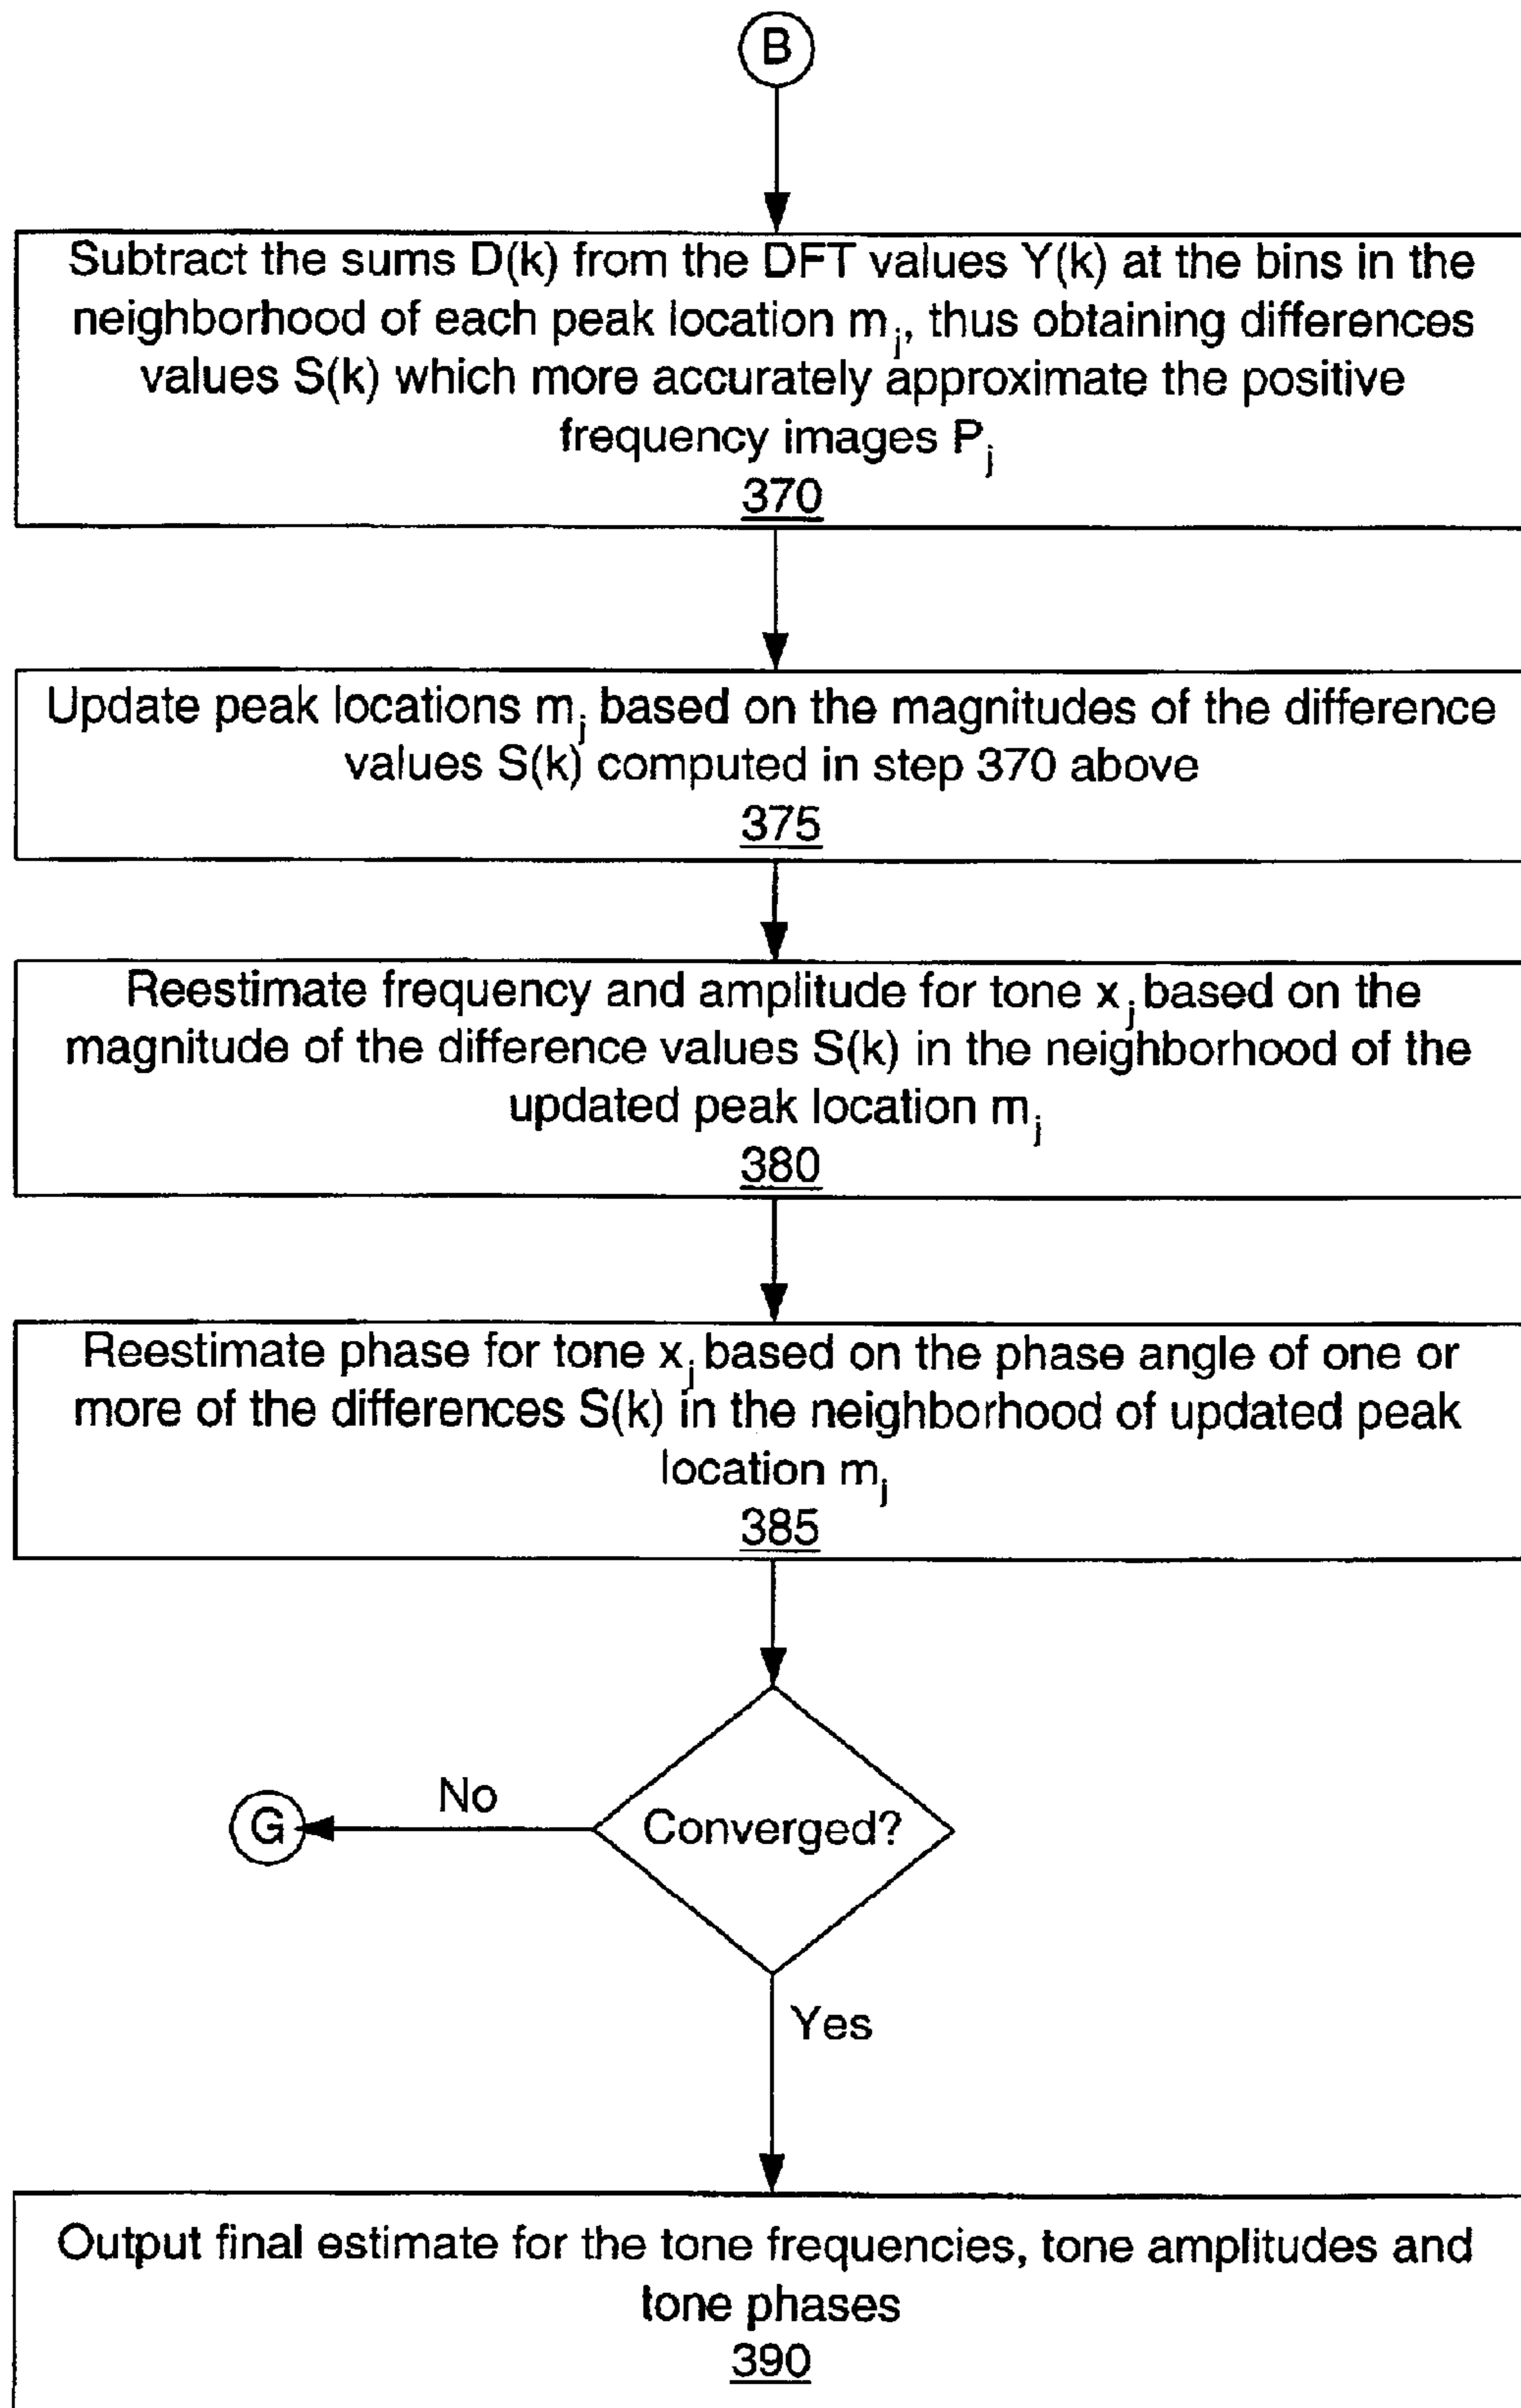 B
Subtract the sums D(k) from the DFT values Y(k) at the bins in the
neighborhood of each peak location m_j, thus obtaining differences
values S(k) which more accurately approximate the positive
frequency images P_j
370
Update peak locations m_j based on the magnitudes of the difference
values S(k) computed in step 370 above
375
Reestimate frequency and amplitude for tone x_j based on the
magnitude of the difference values S(k) in the neighborhood of the
updated peak location m_j
380
Reestimate phase for tone x_j based on the phase angle of one or
more of the differences S(k) in the neighborhood of updated peak
location m_j
385
No
G
Converged?
Yes
Output final estimate for the tone frequencies, tone amplitudes and
tone phases
390